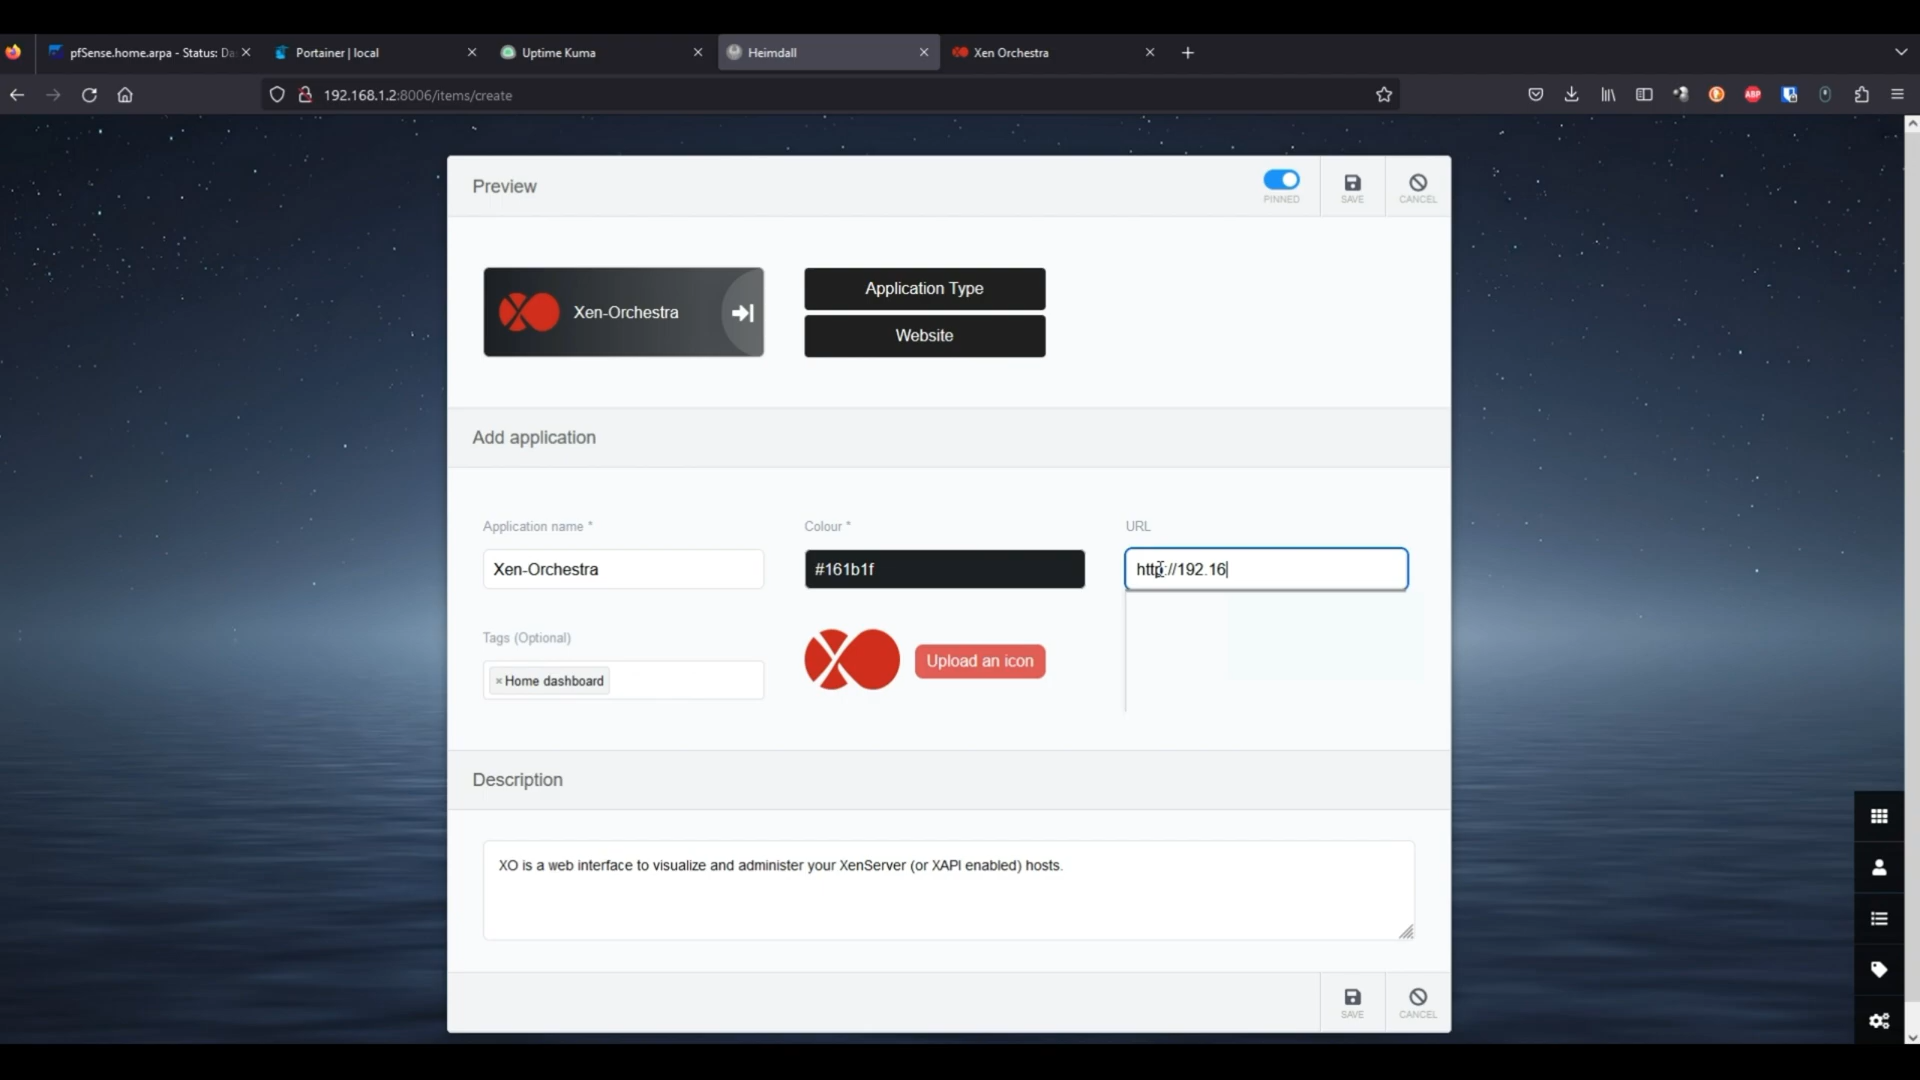 pfSense.home.arpa - Status: Da
Portainer | local
Uptime Kuma
Heimdall
Xen Orchestra
192.168.1.2:8006/items/create
ABP
Preview
PINNED
SAVE
CANCEL
Xen-Orchestra
Application Type
Website
Add application
Application name *
Colour *
URL
Xen-Orchestra
#161b1f
http://192.16
Tags (Optional)
× Home dashboard
Upload an icon
Description
XO is a web interface to visualize and administer your XenServer (or XAPI enabled) hosts.
SAVE
CANCEL